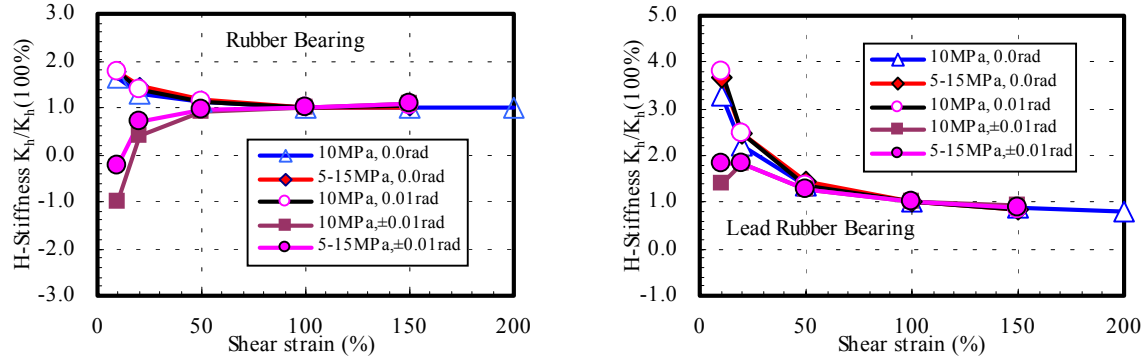 H-Stiffness Kh/Kh(100%)
3.0
2.0
1.0
0.0
-1.0
-2.0
-3.0
Rubber Bearing
10MPa, 0.0rad
5-15MPa, 0.0rad
10MPa, 0.01rad
10MPa,±0.01rad
5-15MPa,±0.01rad
0 50 100 150 200
Shear strain (%)
H-Stiffness Kh/Kh(100%)
5.0
4.0
3.0
2.0
1.0
0.0
-1.0
10MPa, 0.0rad
5-15MPa, 0.0rad
10MPa, 0.01rad
10MPa,±0.01rad
5-15MPa,±0.01rad
Lead Rubber Bearing
0 50 100 150 200
Shear strain (%)